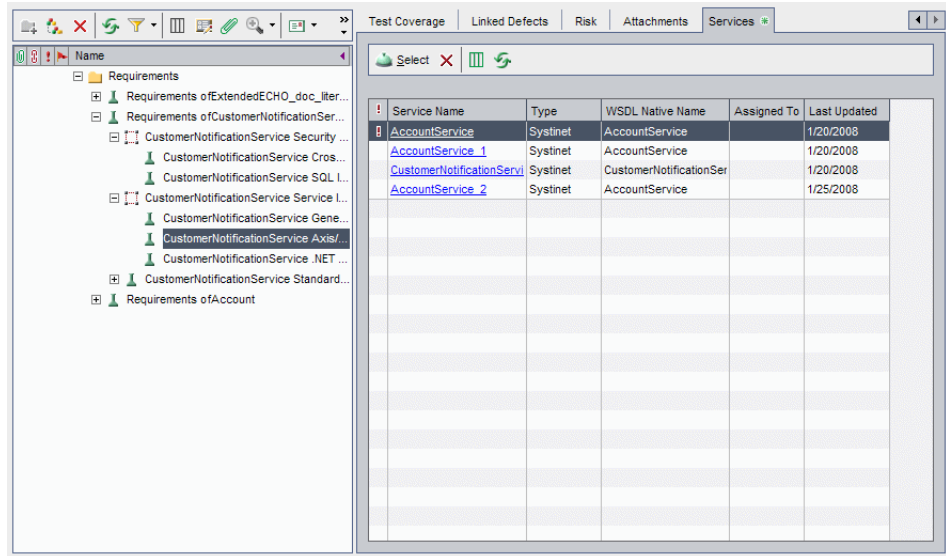 Name
Requirements
Requirements ofExtendedECHO_doc_liter...
Requirements ofCustomerNotificationSer...
CustomerNotificationService Security ...
CustomerNotificationService Cros...
CustomerNotificationService SQL I...
CustomerNotificationService Service I...
CustomerNotificationService Gene...
CustomerNotificationService Axis/...
CustomerNotificationService .NET ...
CustomerNotificationService Standard...
Requirements ofAccount
Test Coverage Linked Defects Risk Attachments Services
Select
! Service Name Type WSDL Native Name Assigned To Last Updated
! AccountService Systinet AccountService 1/20/2008
AccountService_1 Systinet AccountService 1/20/2008
CustomerNotificationServi Systinet CustomerNotificationSer 1/20/2008
AccountService_2 Systinet AccountService 1/25/2008